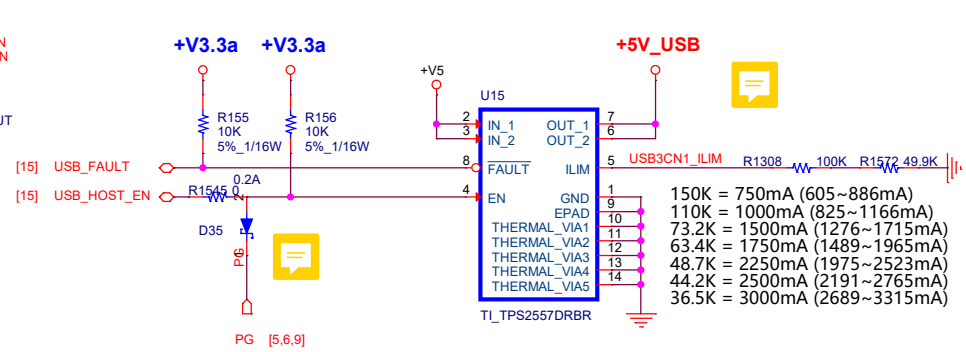 N
N
UT
+V3.3a +V3.3a
+V5
+5V_USB
U15
R155
10K
5%_1/16W
R156
10K
5%_1/16W
2 IN_1
3 IN_2
OUT_1 7
OUT_2 6
[15] USB_FAULT
8 FAULT
ILIM 5
USB3CN1_ILIM
R1308 100K R1572 49.9K
[15] USB_HOST_EN
R1545 0
0.2A
2
4 EN
GND 1
EPAD 9
THERMAL_VIA1 10
THERMAL_VIA2 11
THERMAL_VIA3 12
THERMAL_VIA4 13
THERMAL_VIA5 14
D35
PG
TI_TPS2557DRBR
PG [5,6,9]
150K = 750mA (605~886mA)
110K = 1000mA (825~1166mA)
73.2K = 1500mA (1276~1715mA)
63.4K = 1750mA (1489~1965mA)
48.7K = 2250mA (1975~2523mA)
44.2K = 2500mA (2191~2765mA)
36.5K = 3000mA (2689~3315mA)